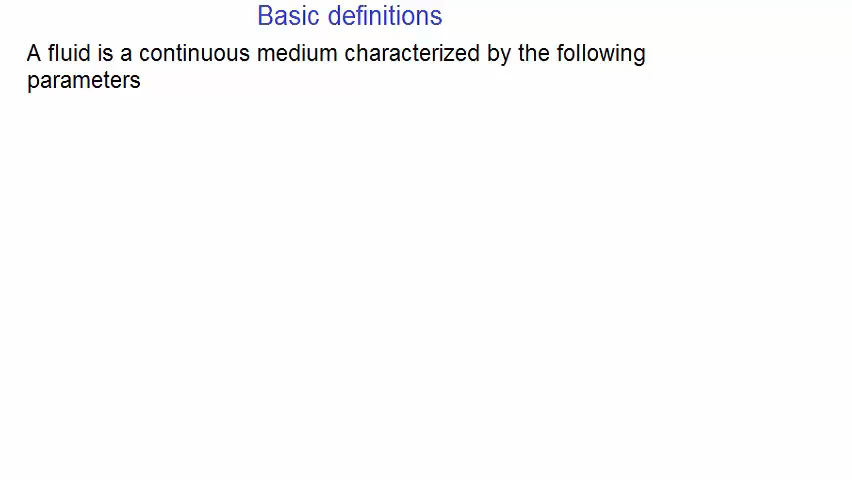 Basic definitions
A fluid is a continuous medium characterized by the following
parameters